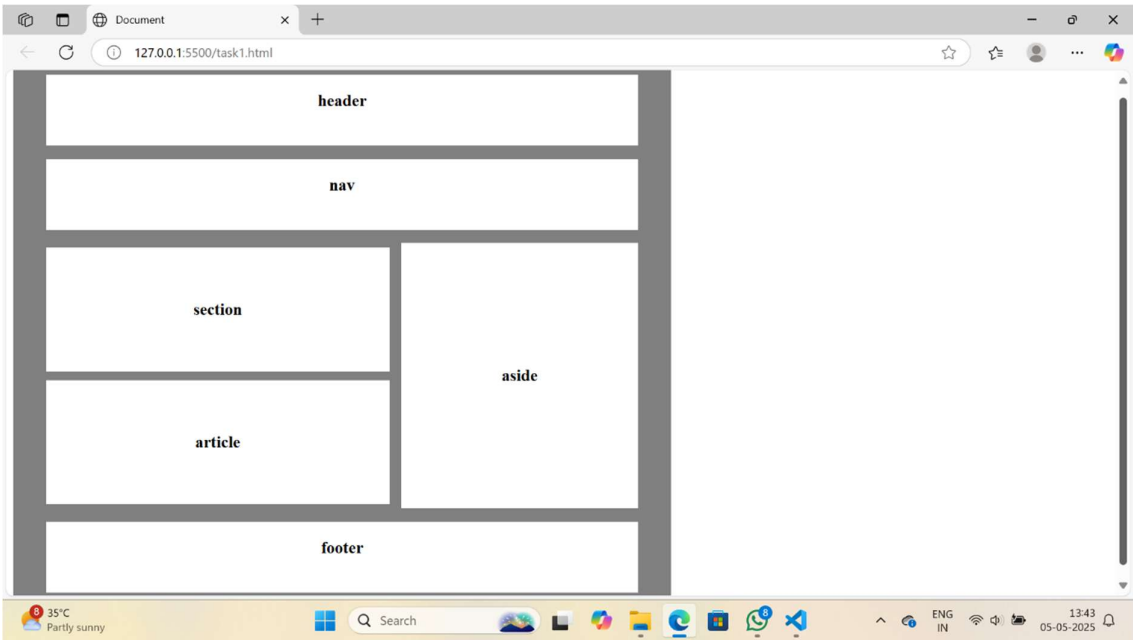 Document
127.0.0.1:5500/task1.html
header
nav
section
aside
article
footer
8
35°C
Partly sunny
Search
8
ENG
IN
13:43
05-05-2025